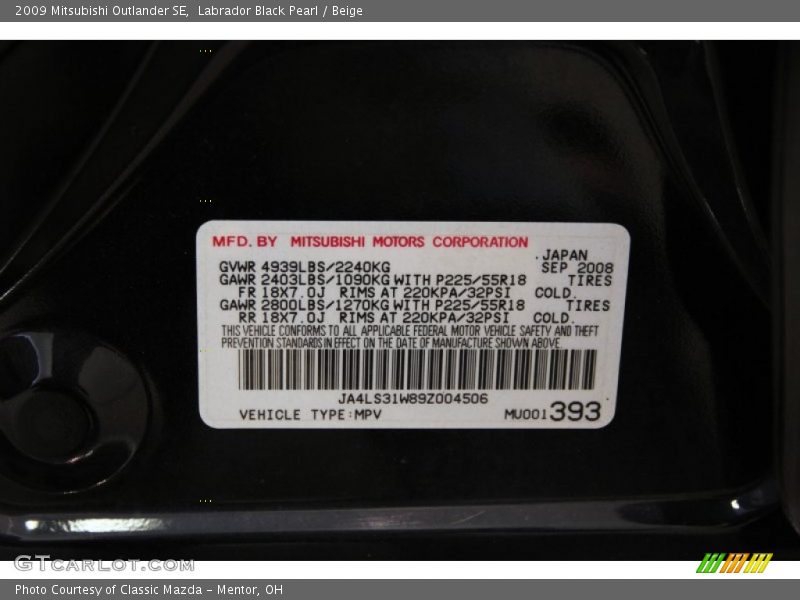 2009 Mitsubishi Outlander SE,  Labrador Black Pearl / Beige
MFD. BY  MITSUBISHI MOTORS CORPORATION
.JAPAN
GVWR 4939LBS/2240KG SEP 2008
GAWR 2403LBS/1090KG WITH P225/55R18 TIRES
FR 18X7.0J RIMS AT 220KPA/32PSI COLD.
GAWR 2800LBS/1270KG WITH P225/55R18 TIRES
RR 18X7.0J RIMS AT 220KPA/32PSI COLD.
THIS VEHICLE CONFORMS TO ALL APPLICABLE FEDERAL MOTOR VEHICLE SAFETY AND THEFT
PREVENTION STANDARDS IN EFFECT ON THE DATE OF MANUFACTURE SHOWN ABOVE.
JA4LS31W89Z004506
VEHICLE TYPE:MPV MU001393
GTCARLOT.COM
Photo Courtesy of Classic Mazda - Mentor, OH